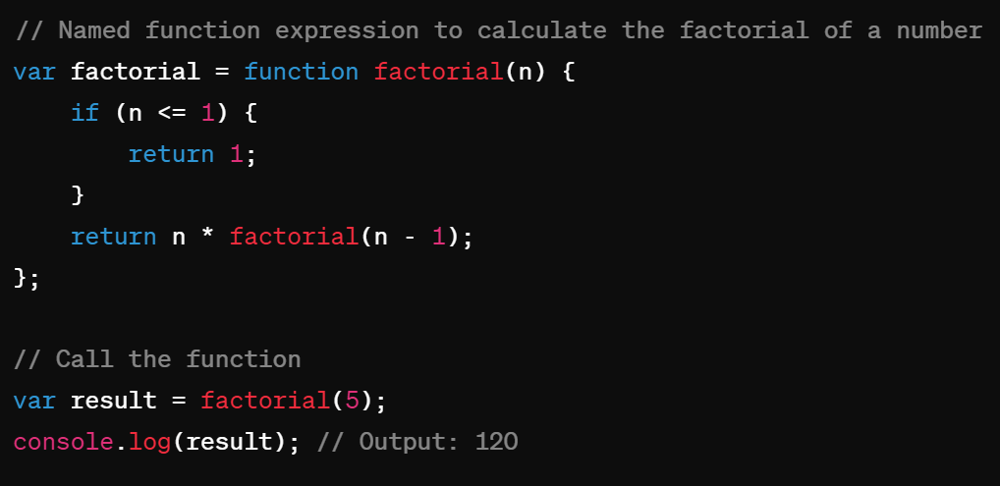 // Named function expression to calculate the factorial of a number
var factorial = function factorial(n) {
    if (n <= 1) {
        return 1;
    }
    return n * factorial(n - 1);
};

// Call the function
var result = factorial(5);
console.log(result); // Output: 120